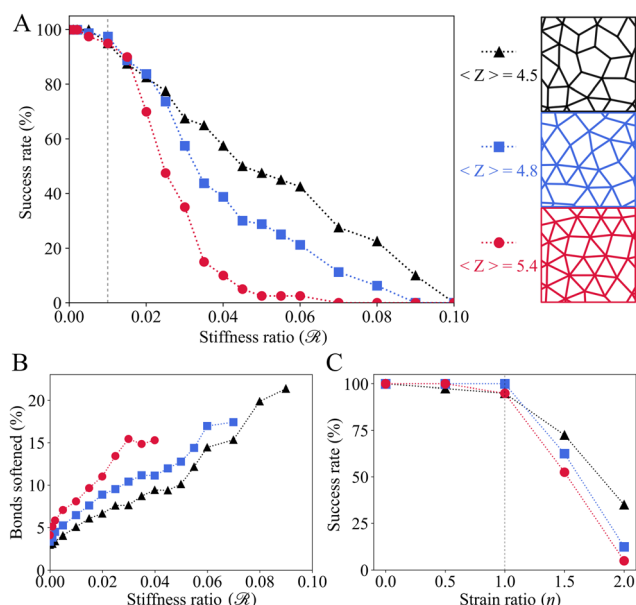 A
100
80
60
40
20
0
Success rate (%)
0.00
0.02
0.04
0.06
0.08
0.10
Stiffness ratio (ℛ)
< Z > = 4.5
< Z > = 4.8
< Z > = 5.4
B
20
15
10
5
0
Bonds softened (%)
0.00
0.02
0.04
0.06
0.08
0.10
Stiffness ratio (ℛ)
C
100
75
50
25
0
Success rate (%)
0.0
0.5
1.0
1.5
2.0
Strain ratio (n)